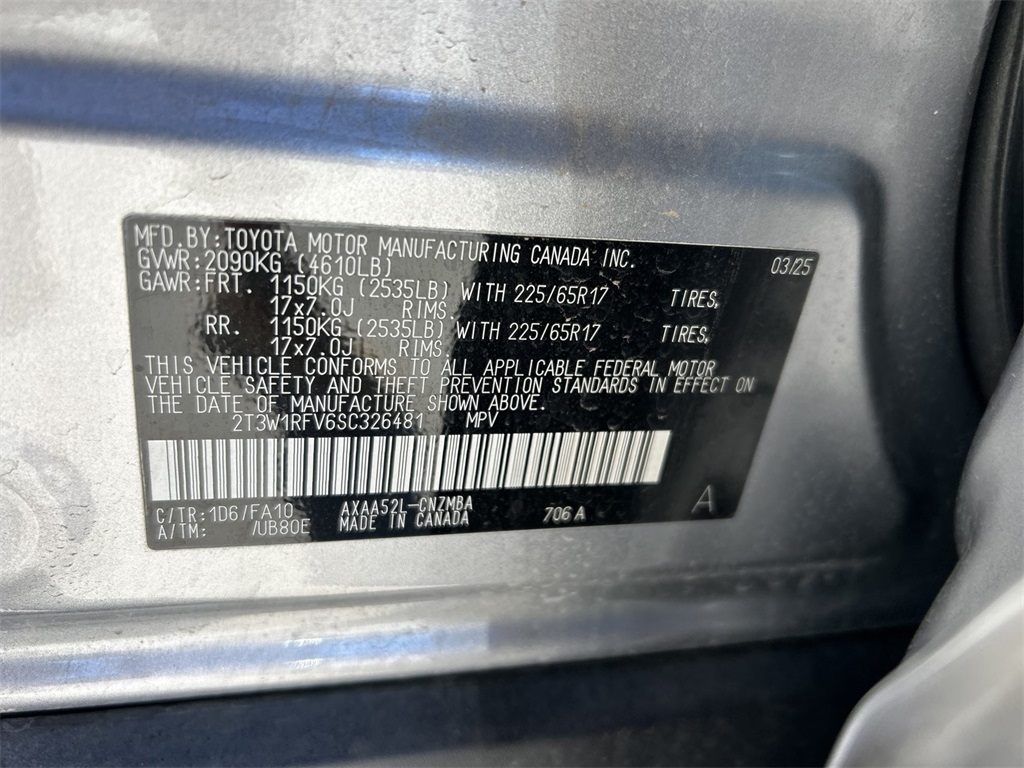 MFD.BY:TOYOTA MOTOR MANUFACTURING CANADA INC. 03/25
GVWR:2090KG (4610LB)
GAWR:FRT. 1150KG (2535LB) WITH 225/65R17 TIRES,
17x7.0J RIMS.
RR. 1150KG (2535LB) WITH 225/65R17 TIRES,
17x7.0J RIMS.
THIS VEHICLE CONFORMS TO ALL APPLICABLE FEDERAL MOTOR
VEHICLE SAFETY AND THEFT PREVENTION STANDARDS IN EFFECT ON
THE DATE OF MANUFACTURE SHOWN ABOVE.
2T3W1RFV6SC326481 MPV
C/TR:1D6/FA10 AXAA52L-CNZMBA 706A A
A/TM: /UB80E MADE IN CANADA